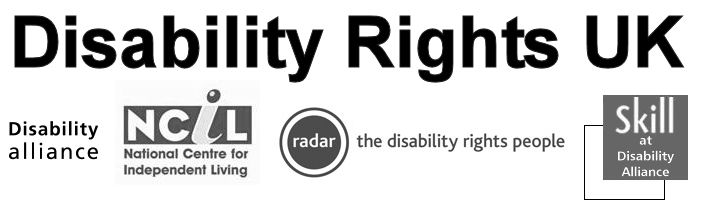 Disability Rights UK
Disability
alliance
NCiL
National Centre for
Independent Living
radar
the disability rights people
Skill
at
Disability
Alliance